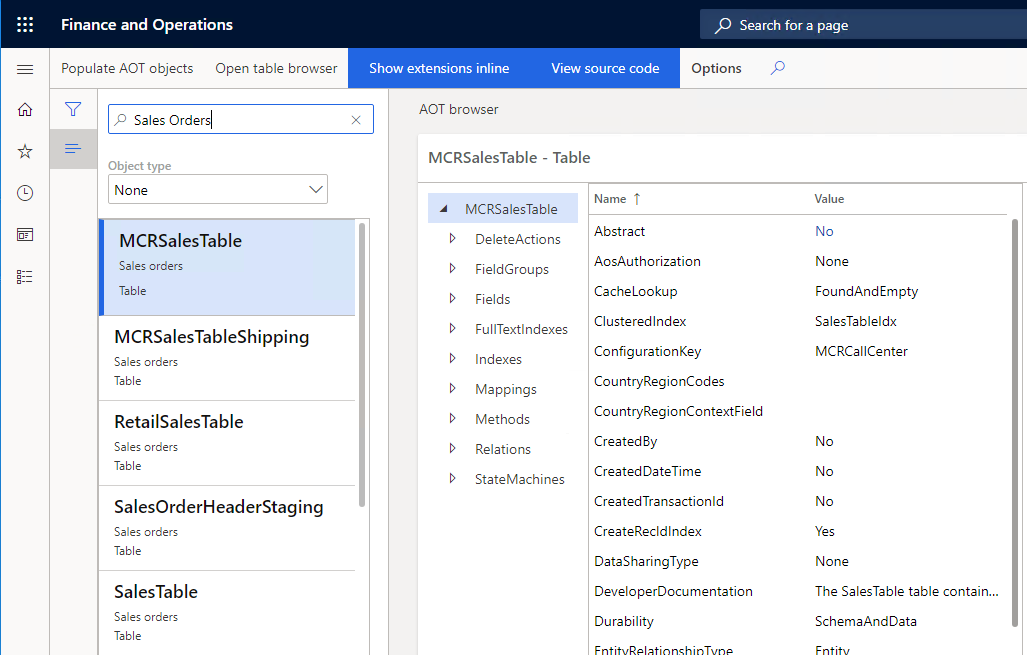 Finance and Operations
Search for a page
Populate AOT objects Open table browser Show extensions inline View source code Options
Sales Orders
Object type
None
MCRSalesTable
Sales orders
Table
MCRSalesTableShipping
Sales orders
Table
RetailSalesTable
Sales orders
Table
SalesOrderHeaderStaging
Sales orders
Table
SalesTable
Sales orders
Table
AOT browser
MCRSalesTable - Table
MCRSalesTable
DeleteActions
FieldGroups
Fields
FullTextIndexes
Indexes
Mappings
Methods
Relations
StateMachines
Name ↑ Value
Abstract No
AosAuthorization None
CacheLookup FoundAndEmpty
ClusteredIndex SalesTableIdx
ConfigurationKey MCRCallCenter
CountryRegionCodes
CountryRegionContextField
CreatedBy No
CreatedDateTime No
CreatedTransactionId No
CreateRecIdIndex Yes
DataSharingType None
DeveloperDocumentation The SalesTable table contain...
Durability SchemaAndData
EntityRelationshipType Entity